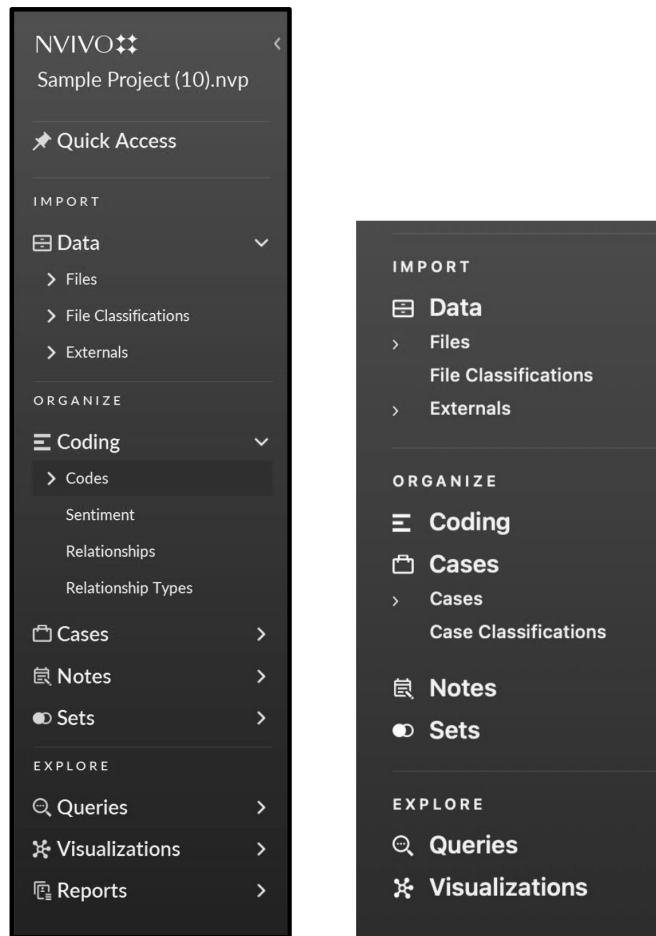 NVIVO
Sample Project (10).nvp
Quick Access
IMPORT
Data
Files
File Classifications
Externals
ORGANIZE
Coding
Codes
Sentiment
Relationships
Relationship Types
Cases
Notes
Sets
EXPLORE
Queries
Visualizations
Reports
IMPORT
Data
Files
File Classifications
Externals
ORGANIZE
Coding
Cases
Cases
Case Classifications
Notes
Sets
EXPLORE
Queries
Visualizations